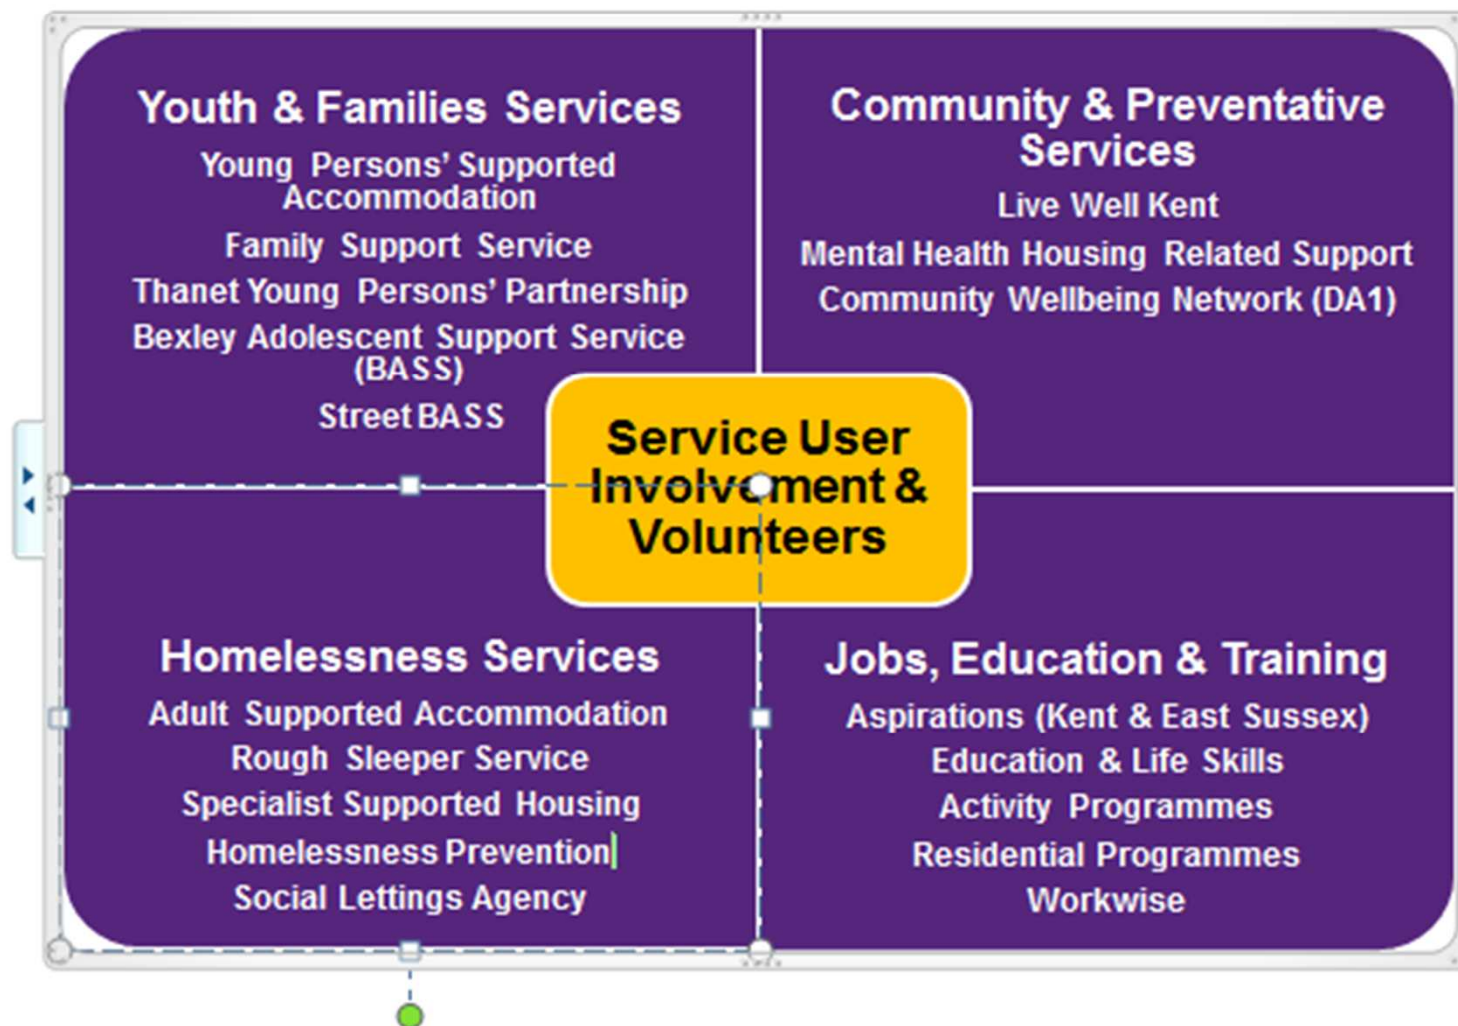 Youth & Families Services
Young Persons’ Supported
Accommodation
Family Support Service
Thanet Young Persons’ Partnership
Bexley Adolescent Support Service
(BASS)
Street BASS
Community & Preventative
Services
Live Well Kent
Mental Health Housing Related Support
Community Wellbeing Network (DA1)
Service User
Involvement &
Volunteers
Homelessness Services
Adult Supported Accommodation
Rough Sleeper Service
Specialist Supported Housing
Homelessness Prevention
Social Lettings Agency
Jobs, Education & Training
Aspirations (Kent & East Sussex)
Education & Life Skills
Activity Programmes
Residential Programmes
Workwise